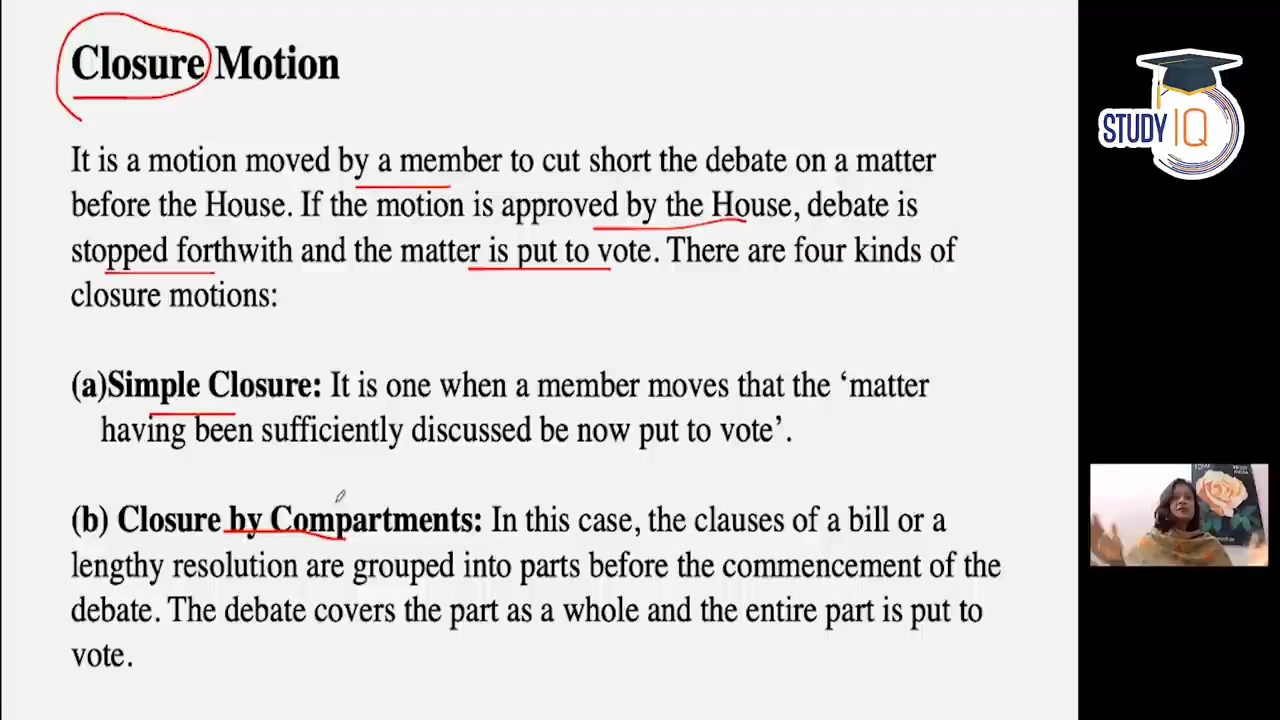 Closure Motion
It is a motion moved by a member to cut short the debate on a matter
before the House. If the motion is approved by the House, debate is
stopped forthwith and the matter is put to vote. There are four kinds of
closure motions:
(a)Simple Closure: It is one when a member moves that the ‘matter
having been sufficiently discussed be now put to vote’.
(b) Closure by Compartments: In this case, the clauses of a bill or a
lengthy resolution are grouped into parts before the commencement of the
debate. The debate covers the part as a whole and the entire part is put to
vote.
STUDY IQ